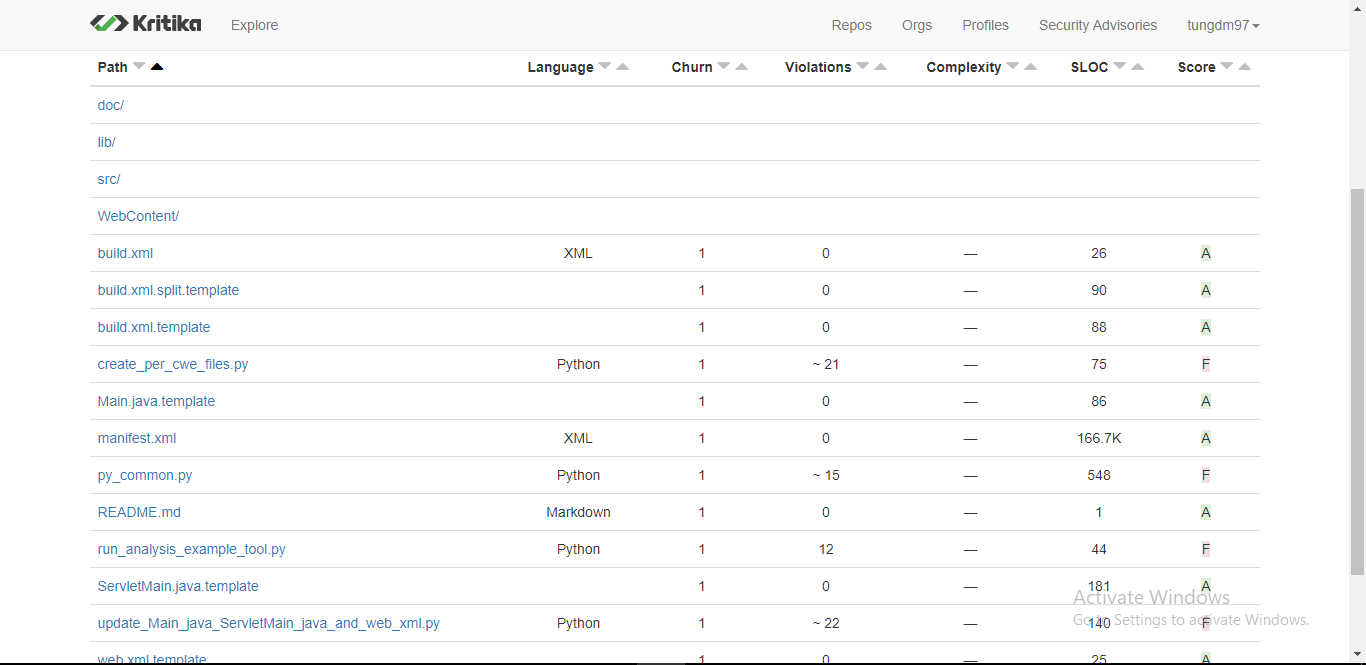 Kritika Explore Repos Orgs Profiles Security Advisories tungdm97
Path Language Churn Violations Complexity SLOC Score
doc/
lib/
src/
WebContent/
build.xml XML 1 0 — 26 A
build.xml.split.template 1 0 — 90 A
build.xml.template 1 0 — 88 A
create_per_cwe_files.py Python 1 ~ 21 — 75 F
Main.java.template 1 0 — 86 A
manifest.xml XML 1 0 — 166.7K A
py_common.py Python 1 ~ 15 — 548 F
README.md Markdown 1 0 — 1 A
run_analysis_example_tool.py Python 1 12 — 44 F
ServletMain.java.template 1 0 — 181 A
Activate Windows
Go to Settings to activate Windows.
update_Main_java_ServletMain_java_and_web_xml.py Python 1 ~ 22 — 140 F
web.xml.template 1 0 — 25 A